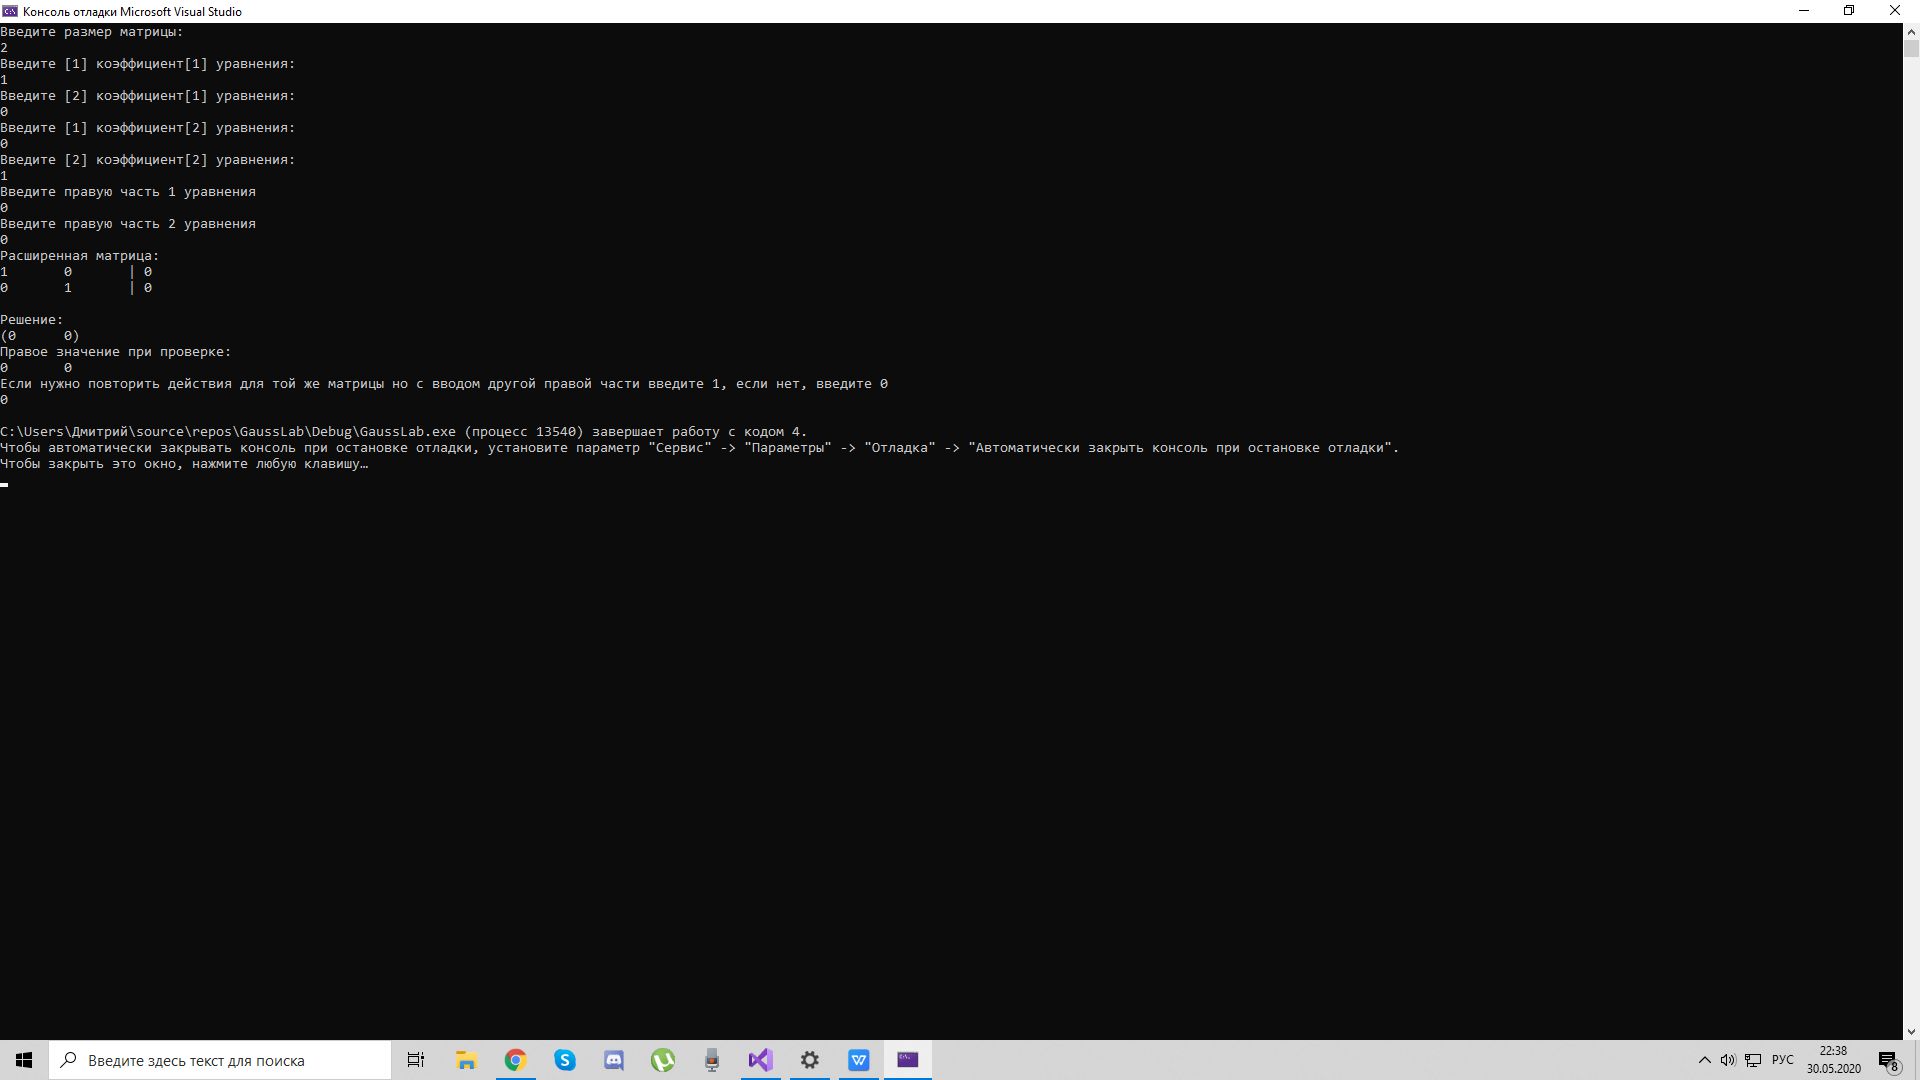 Консоль отладки Microsoft Visual Studio
Введите размер матрицы:
2
Введите [1] коэффициент[1] уравнения:
1
Введите [2] коэффициент[1] уравнения:
0
Введите [1] коэффициент[2] уравнения:
0
Введите [2] коэффициент[2] уравнения:
1
Введите правую часть 1 уравнения
0
Введите правую часть 2 уравнения
0
Расширенная матрица:
1 0 | 0
0 1 | 0
Решение:
(0 0)
Правое значение при проверке:
0 0
Если нужно повторить действия для той же матрицы но с вводом другой правой части введите 1, если нет, введите 0
0
C:\Users\Дмитрий\source\repos\GaussLab\Debug\GaussLab.exe (процесс 13540) завершает работу с кодом 4.
Чтобы автоматически закрывать консоль при остановке отладки, установите параметр "Сервис" -> "Параметры" -> "Отладка" -> "Автоматически закрыть консоль при остановке отладки".
Чтобы закрыть это окно, нажмите любую клавишу…
Введите здесь текст для поиска
РУС
22:38
30.05.2020
8